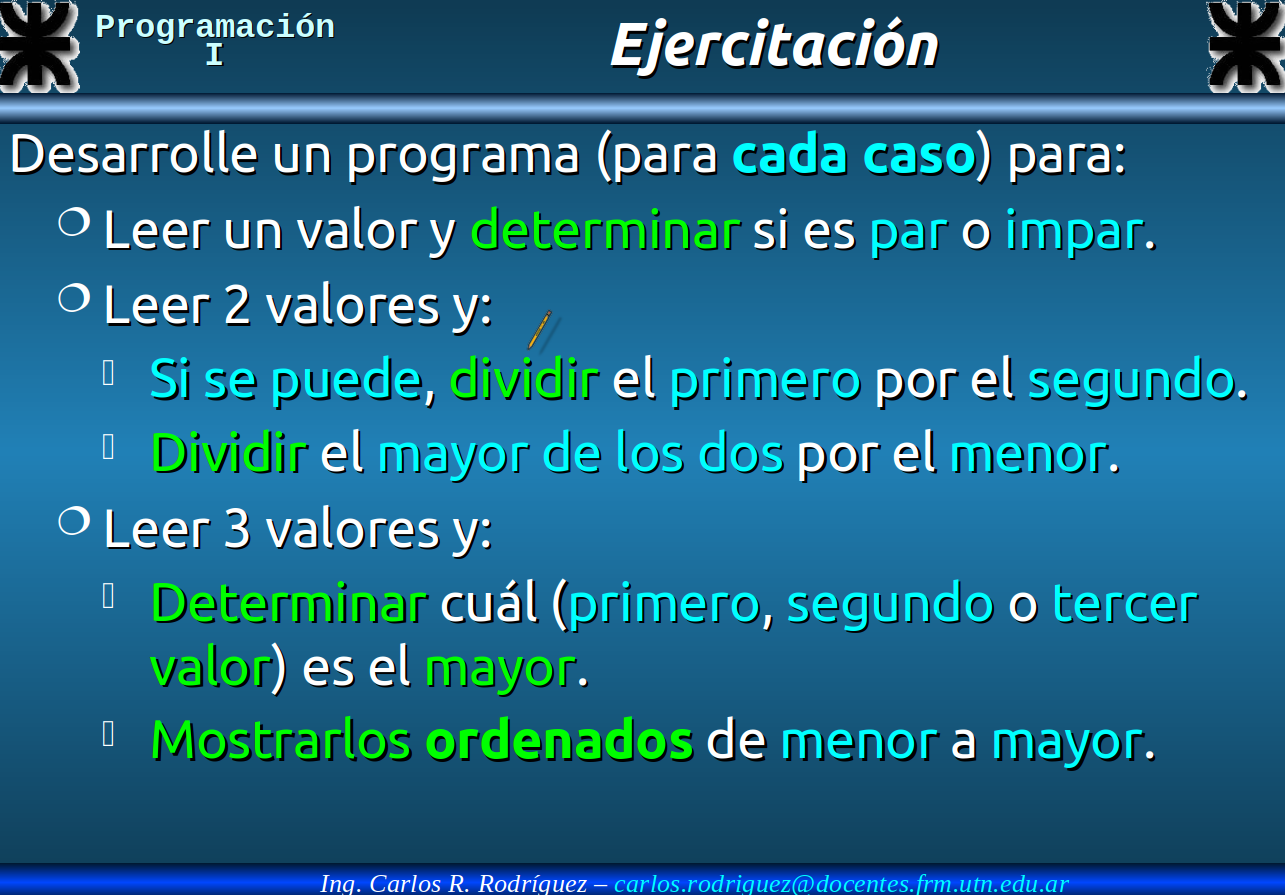 Programación
I
Ejercitación
Desarrolle un programa (para cada caso) para:
Leer un valor y determinar si es par o impar.
Leer 2 valores y:
Si se puede, dividir el primero por el segundo.
Dividir el mayor de los dos por el menor.
Leer 3 valores y:
Determinar cuál (primero, segundo o tercer
valor) es el mayor.
Mostrarlos ordenados de menor a mayor.
Ing. Carlos R. Rodríguez – carlos.rodriguez@docentes.frm.utn.edu.ar